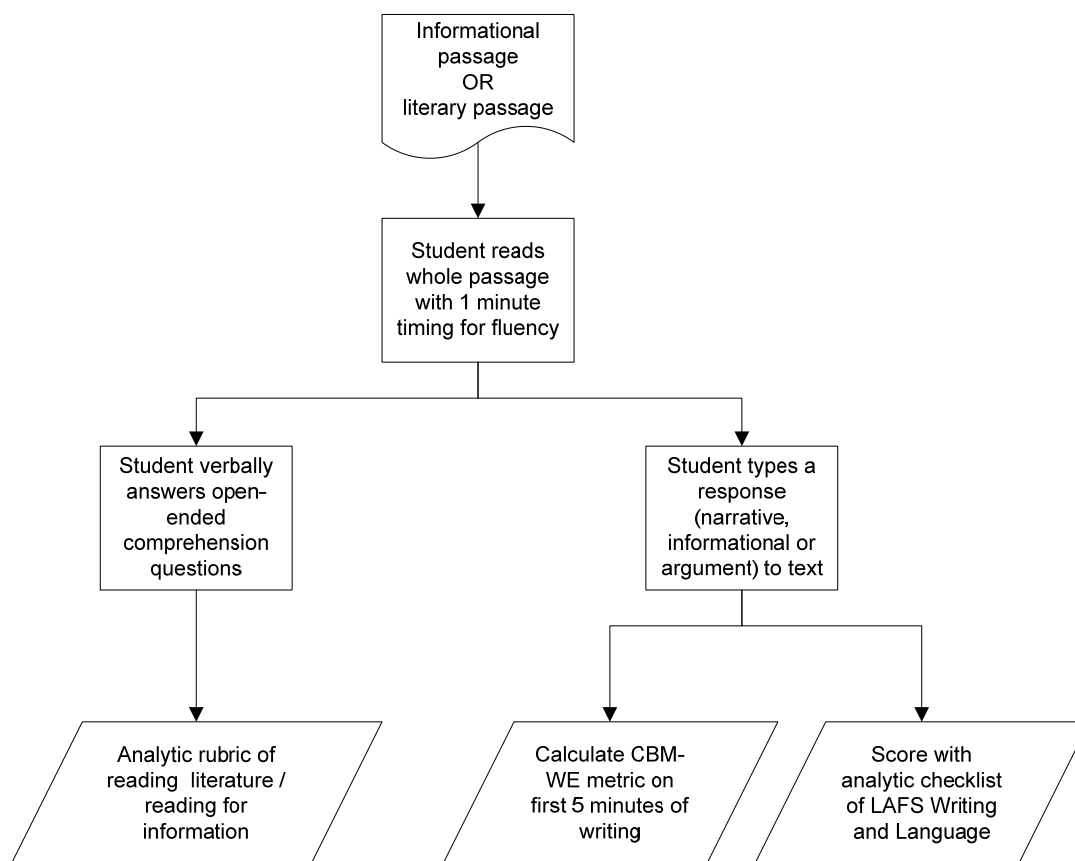 Informational
passage
OR
literary passage
Student reads
whole passage
with 1 minute
timing for fluency
Student verbally
answers open-
ended
comprehension
questions
Student types a
response
(narrative,
informational or
argument) to text
Analytic rubric of
reading literature /
reading for
information
Calculate CBM-
WE metric on
first 5 minutes of
writing
Score with
analytic checklist
of LAFS Writing
and Language